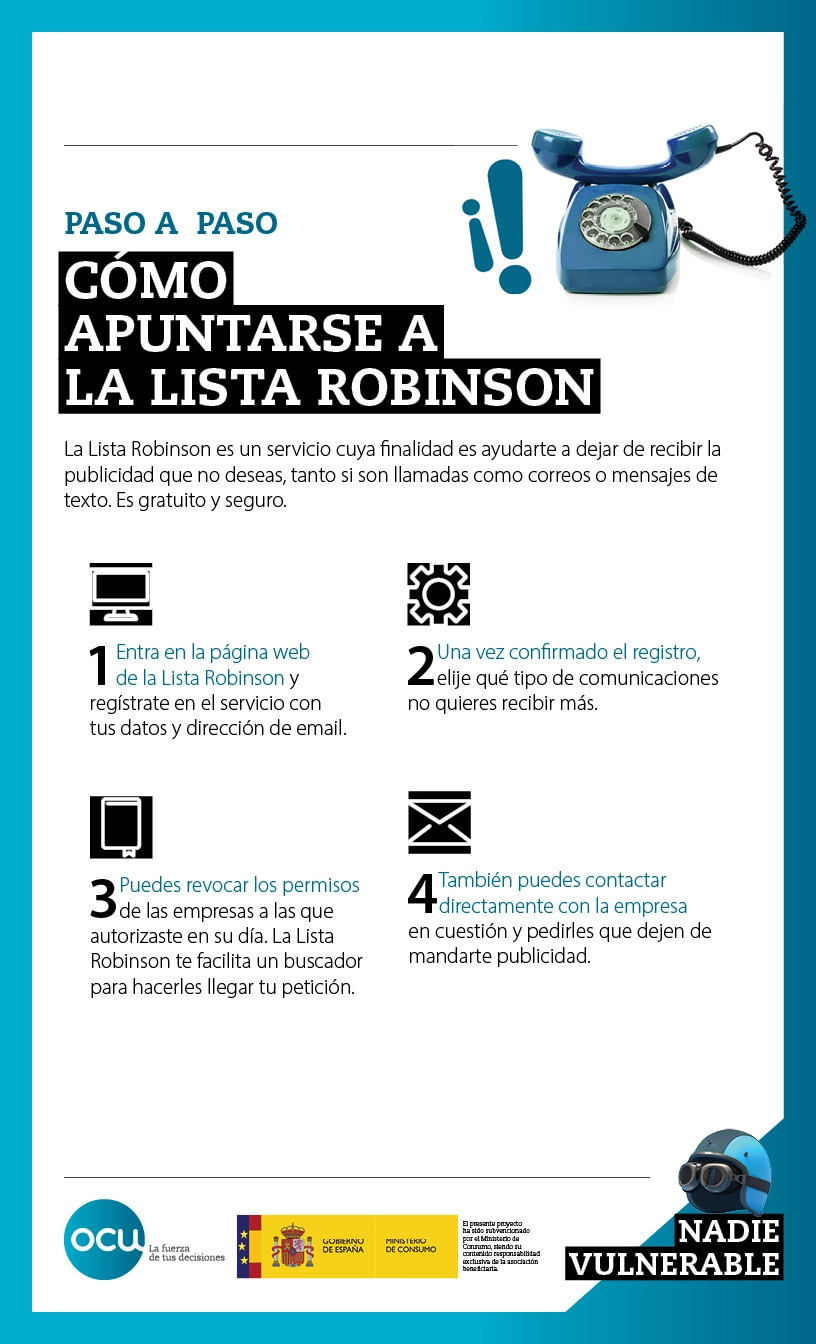 PASO A PASO
CÓMO
APUNTARSE A
LA LISTA ROBINSON
La Lista Robinson es un servicio cuya finalidad es ayudarte a dejar de recibir la
publicidad que no deseas, tanto si son llamadas como correos o mensajes de
texto. Es gratuito y seguro.
1 Entra en la página web
de la Lista Robinson y
regístrate en el servicio con
tus datos y dirección de email.
2 Una vez confirmado el registro,
elije qué tipo de comunicaciones
no quieres recibir más.
3 Puedes revocar los permisos
de las empresas a las que
autorizaste en su día. La Lista
Robinson te facilita un buscador
para hacerles llegar tu petición.
4 También puedes contactar
directamente con la empresa
en cuestión y pedirles que dejen de
mandarte publicidad.
ocu
La fuerza
de tus decisiones
GOBIERNO
DE ESPAÑA
MINISTERIO
DE CONSUMO
El presente proyecto
ha sido subvencionado
por el Ministerio de
Consumo, siendo su
contenido responsabilidad
exclusiva de la asociación
beneficiaria.
NADIE
VULNERABLE